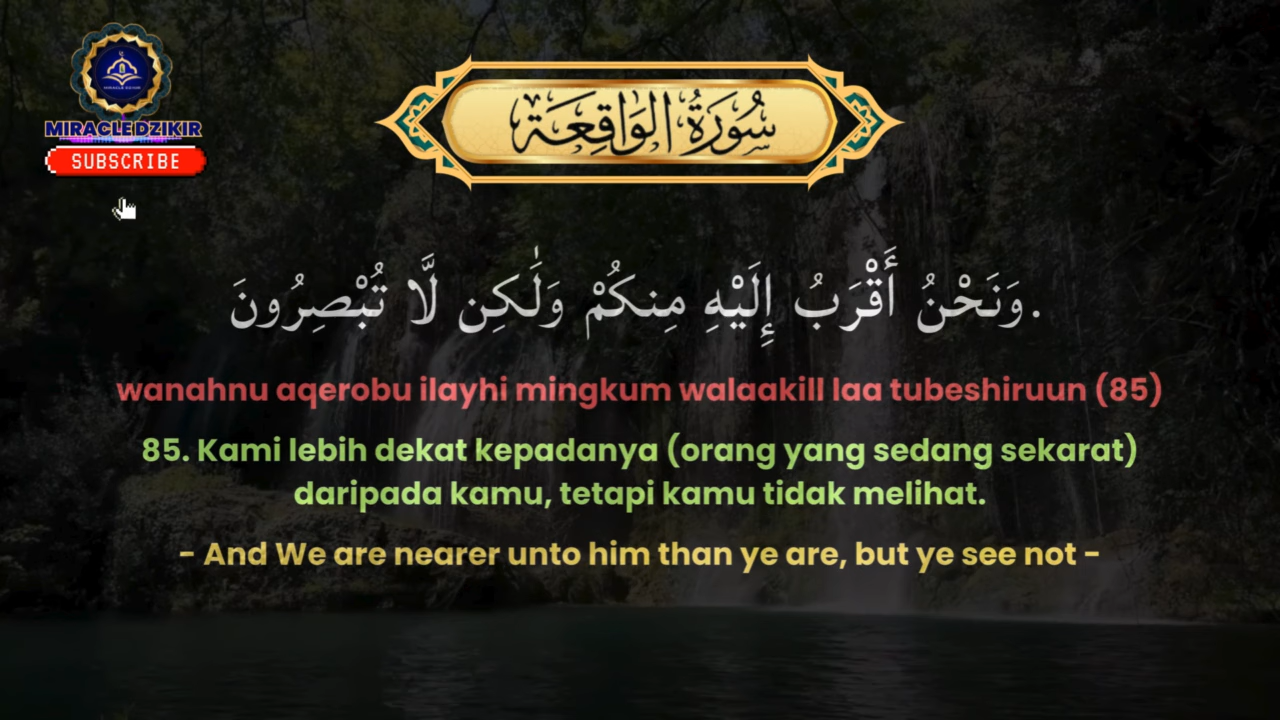 MIRACLE DZIKIR
SUBSCRIBE
سُورَةُ الوَاقِعَة
وَنَحْنُ أَقْرَبُ إِلَيْهِ مِنكُمْ وَلَٰكِن لَّا تُبْصِرُونَ.
wanahnu aqerobu ilayhi mingkum walaakill laa tubeshiruun (85)
85. Kami lebih dekat kepadanya (orang yang sedang sekarat)
daripada kamu, tetapi kamu tidak melihat.
- And We are nearer unto him than ye are, but ye see not -